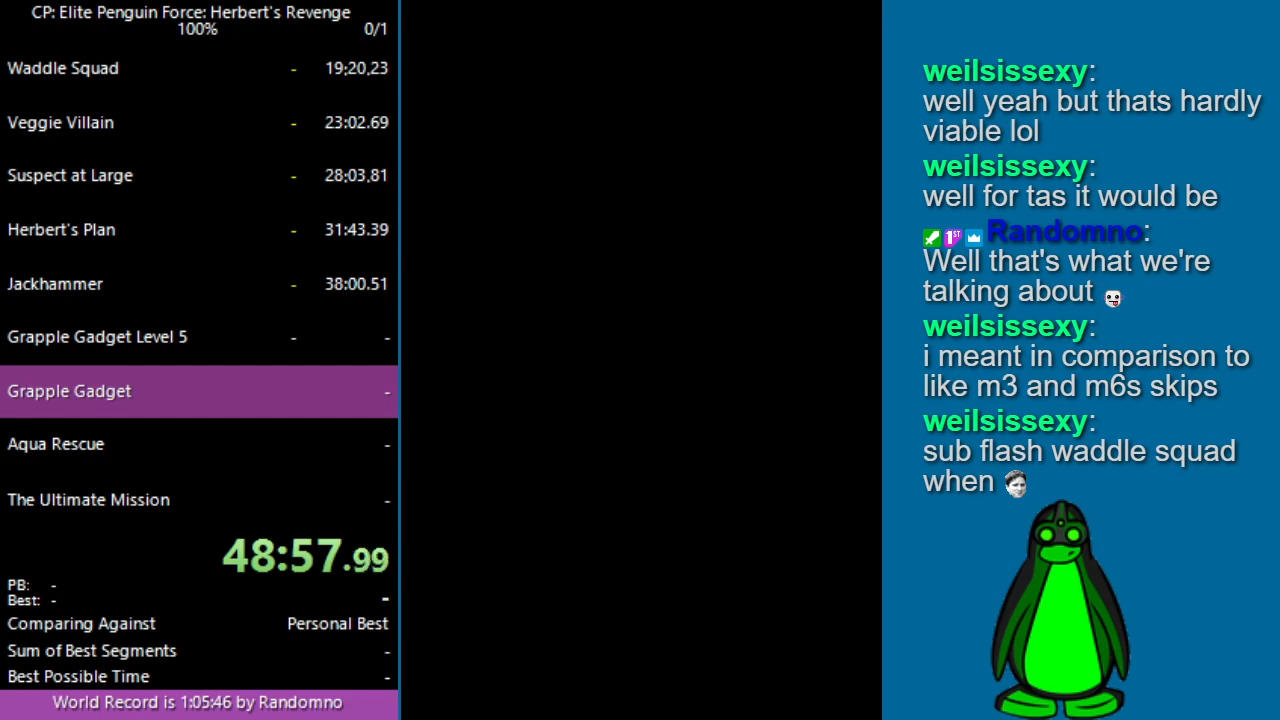 CP: Elite Penguin Force: Herbert's Revenge
100% 0/1
Waddle Squad - 19;20,23
Veggie Villain - 23:02.69
Suspect at Large - 28;03,81
Herbert's Plan - 31:43.39
Jackhammer - 38:00.51
Grapple Gadget Level 5 - -
Grapple Gadget -
Aqua Rescue -
The Ultimate Mission -
48:57.99
PB: -
Best: - -
Comparing Against Personal Best
Sum of Best Segments -
Best Possible Time -
World Record is 1:05:46 by Randomno
weilsissexy:
well yeah but thats hardly
viable lol
weilsissexy:
well for tas it would be
1ST Randomno:
Well that's what we're
talking about
weilsissexy:
i meant in comparison to
like m3 and m6s skips
weilsissexy:
sub flash waddle squad
when